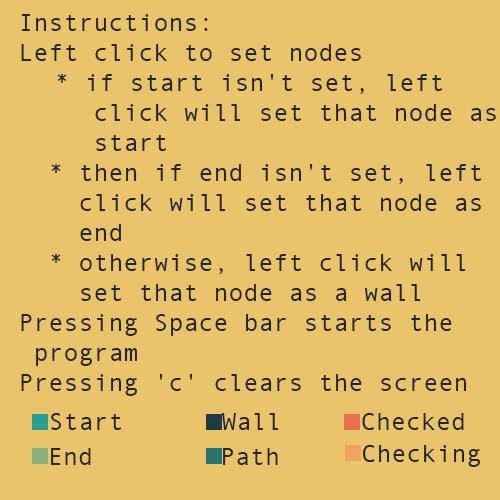 Instructions:
Left click to set nodes
* if start isn't set, left
click will set that node as
start
* then if end isn't set, left
click will set that node as
end
* otherwise, left click will
set that node as a wall
Pressing Space bar starts the
program
Pressing 'c' clears the screen
Start Wall Checked
End Path Checking